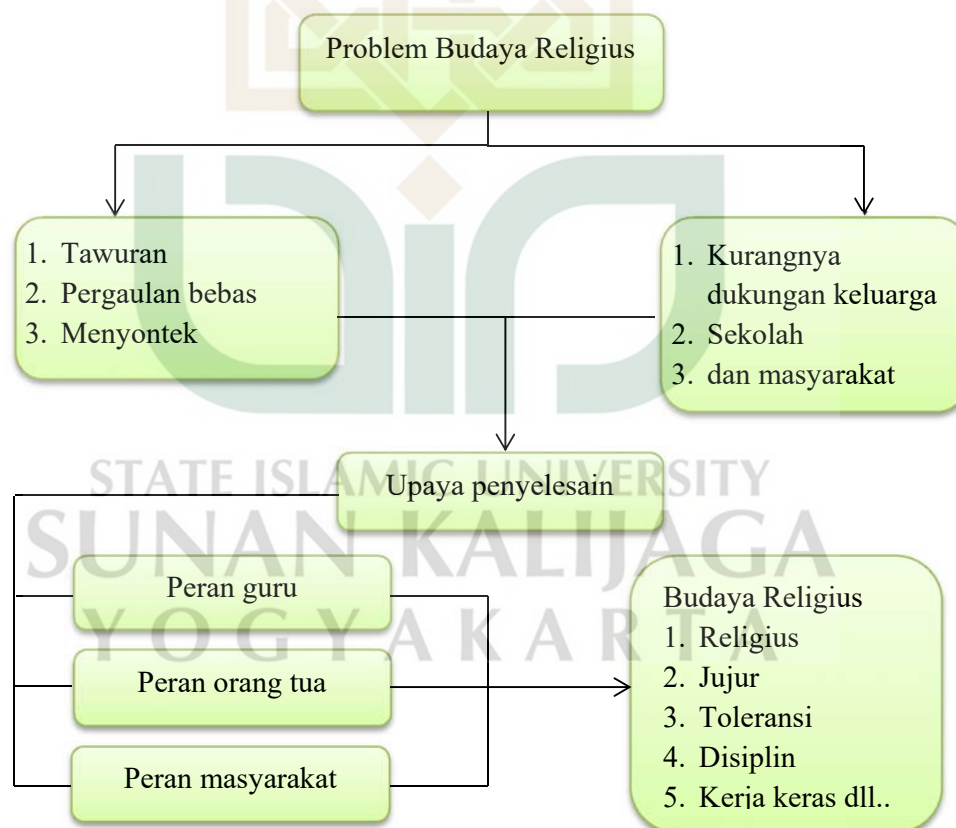 Problem Budaya Religius
1. Tawuran
2. Pergaulan bebas
3. Menyontek
1. Kurangnya
dukungan keluarga
2. Sekolah
3. dan masyarakat
Upaya penyelesain
STATE ISLAMIC UNIVERSITY
SUNAN KALIJAGA
YOGYAKARTA
Peran guru
Peran orang tua
Peran masyarakat
Budaya Religius
1. Religius
2. Jujur
3. Toleransi
4. Disiplin
5. Kerja keras dll..